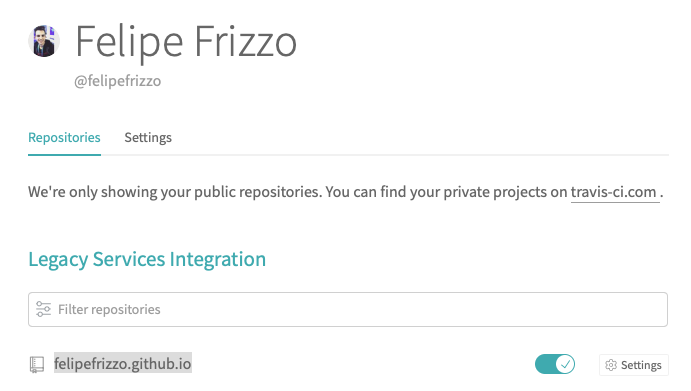 Felipe Frizzo
@felipefrizzo
Repositories Settings
We're only showing your public repositories. You can find your private projects on travis-ci.com .
Legacy Services Integration
Filter repositories
felipefrizzo.github.io Settings